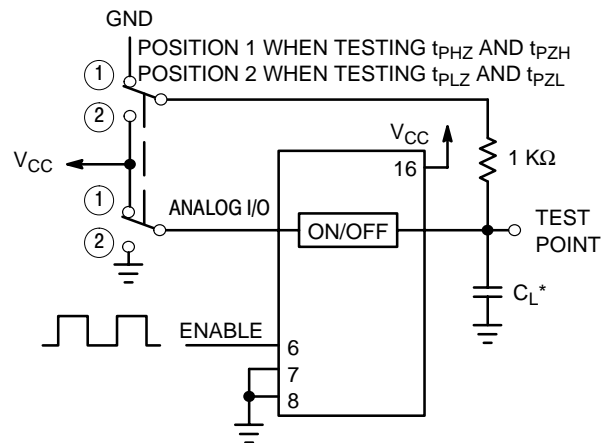 GND
POSITION 1 WHEN TESTING tPHZ AND tPZH
1 POSITION 2 WHEN TESTING tPLZ AND tPZL
2
VCC
16
1 KΩ
VCC
1 ANALOG I/O
ON/OFF
TEST
POINT
2
CL*
ENABLE
6
7
8